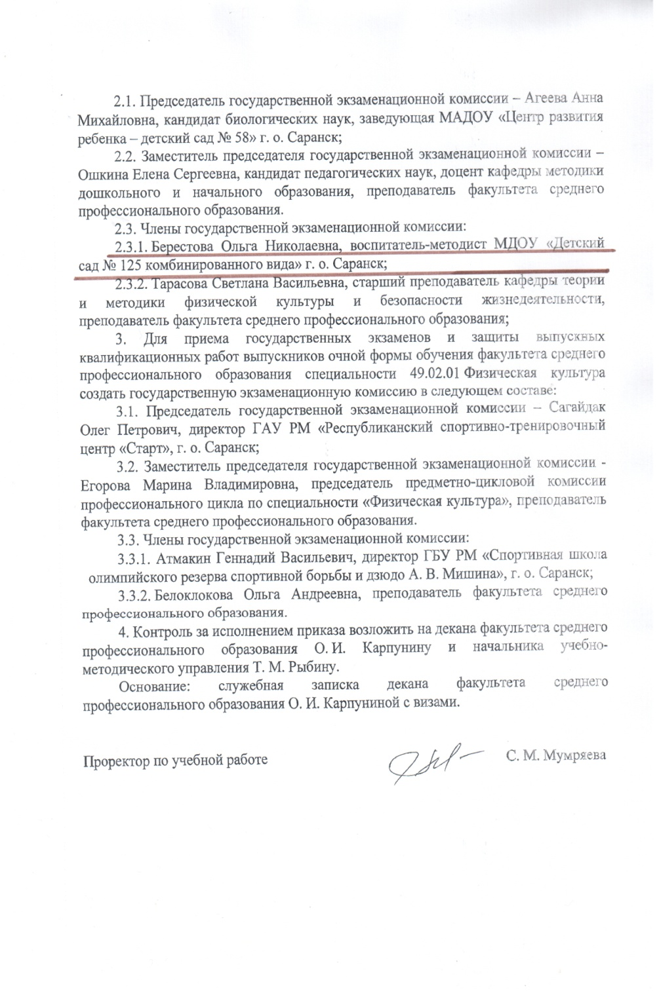 2.1. Председатель государственной экзаменационной комиссии – Агеева Анна
Михайловна, кандидат биологических наук, заведующая МАДОУ «Центр развития
ребенка – детский сад № 58» г. о. Саранск;
2.2. Заместитель председателя государственной экзаменационной комиссии –
Ошкина Елена Сергеевна, кандидат педагогических наук, доцент кафедры методики
дошкольного и начального образования, преподаватель факультета среднего
профессионального образования.
2.3. Члены государственной экзаменационной комиссии:
2.3.1. Берестова Ольга Николаевна, воспитатель-методист МДОУ «Детский
сад № 125 комбинированного вида» г. о. Саранск;
2.3.2. Тарасова Светлана Васильевна, старший преподаватель кафедры теории
и методики физической культуры и безопасности жизнедеятельности,
преподаватель факультета среднего профессионального образования;
3. Для приема государственных экзаменов и защиты выпускных
квалификационных работ выпускников очной формы обучения факультета среднего
профессионального образования специальности 49.02.01 Физическая культура
создать государственную экзаменационную комиссию в следующем составе:
3.1. Председатель государственной экзаменационной комиссии – Сагайдак
Олег Петрович, директор ГАУ РМ «Республиканский спортивно-тренировочный
центр «Старт», г. о. Саранск;
3.2. Заместитель председателя государственной экзаменационной комиссии -
Егорова Марина Владимировна, председатель предметно-цикловой комиссии
профессионального цикла по специальности «Физическая культура», преподаватель
факультета среднего профессионального образования.
3.3. Члены государственной экзаменационной комиссии:
3.3.1. Атмакин Геннадий Васильевич, директор ГБУ РМ «Спортивная школа
олимпийского резерва спортивной борьбы и дзюдо А. В. Мишина», г. о. Саранск;
3.3.2. Белоклокова Ольга Андреевна, преподаватель факультета среднего
профессионального образования.
4. Контроль за исполнением приказа возложить на декана факультета среднего
профессионального образования О. И. Карпунину и начальника учебно-
методического управления Т. М. Рыбину.
Основание: служебная записка декана факультета среднего
профессионального образования О. И. Карпуниной с визами.
Проректор по учебной работе С. М. Мумряева